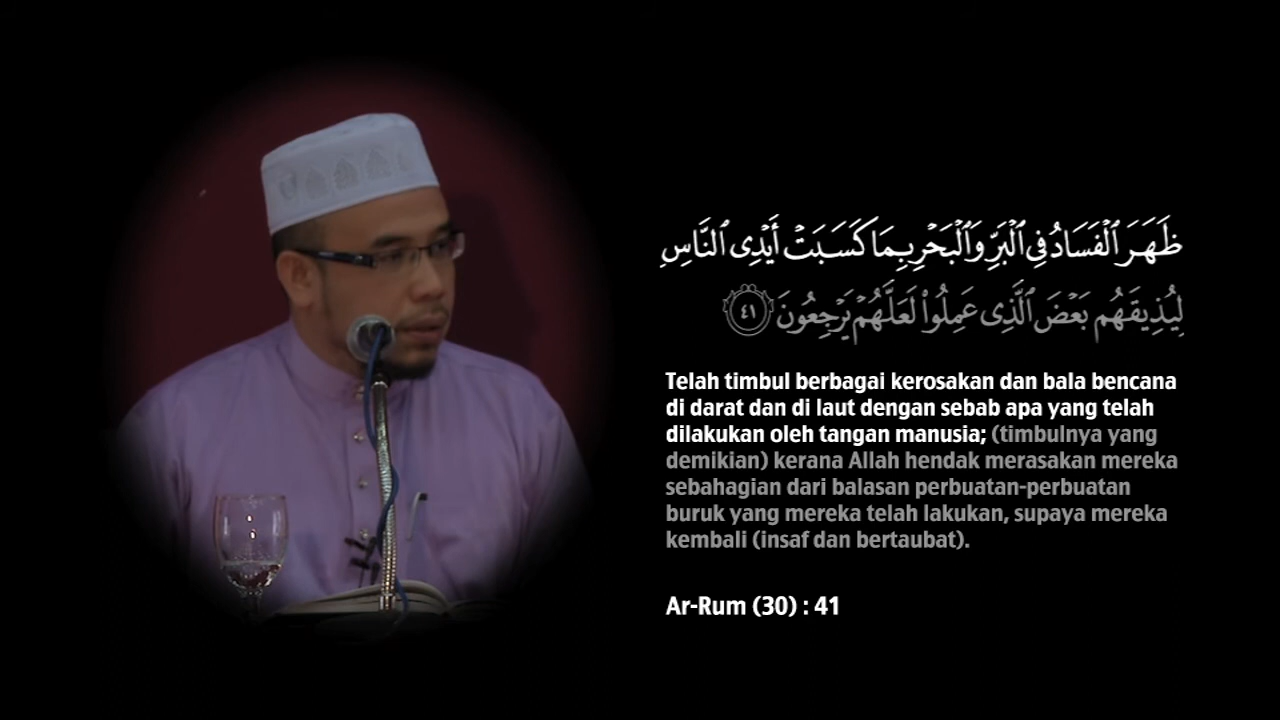 ظَهَرَ ٱلْفَسَادُ فِى ٱلْبَرِّ وَٱلْبَحْرِ بِمَا كَسَبَتْ أَيْدِى ٱلنَّاسِ
لِيُذِيقَهُم بَعْضَ ٱلَّذِى عَمِلُوا۟ لَعَلَّهُمْ يَرْجِعُونَ ٤١
Telah timbul berbagai kerosakan dan bala bencana
di darat dan di laut dengan sebab apa yang telah
dilakukan oleh tangan manusia; (timbulnya yang
demikian) kerana Allah hendak merasakan mereka
sebahagian dari balasan perbuatan-perbuatan
buruk yang mereka telah lakukan, supaya mereka
kembali (insaf dan bertaubat).
Ar-Rum (30) : 41